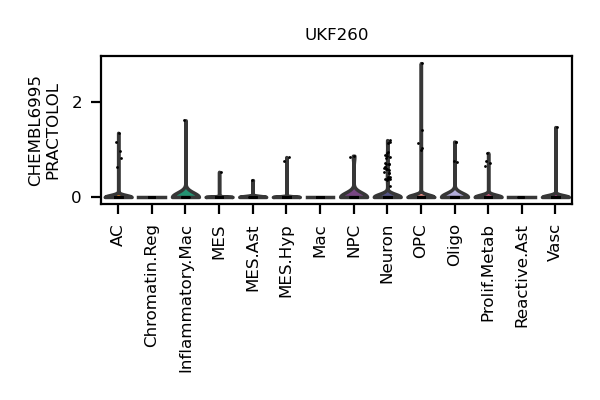 UKF260
CHEMBL6995
PRACTOLOL
2
0
AC
Chromatin.Reg
Inflammatory.Mac
MES
MES.Ast
MES.Hyp
Mac
NPC
Neuron
OPC
Oligo
Prolif.Metab
Reactive.Ast
Vasc